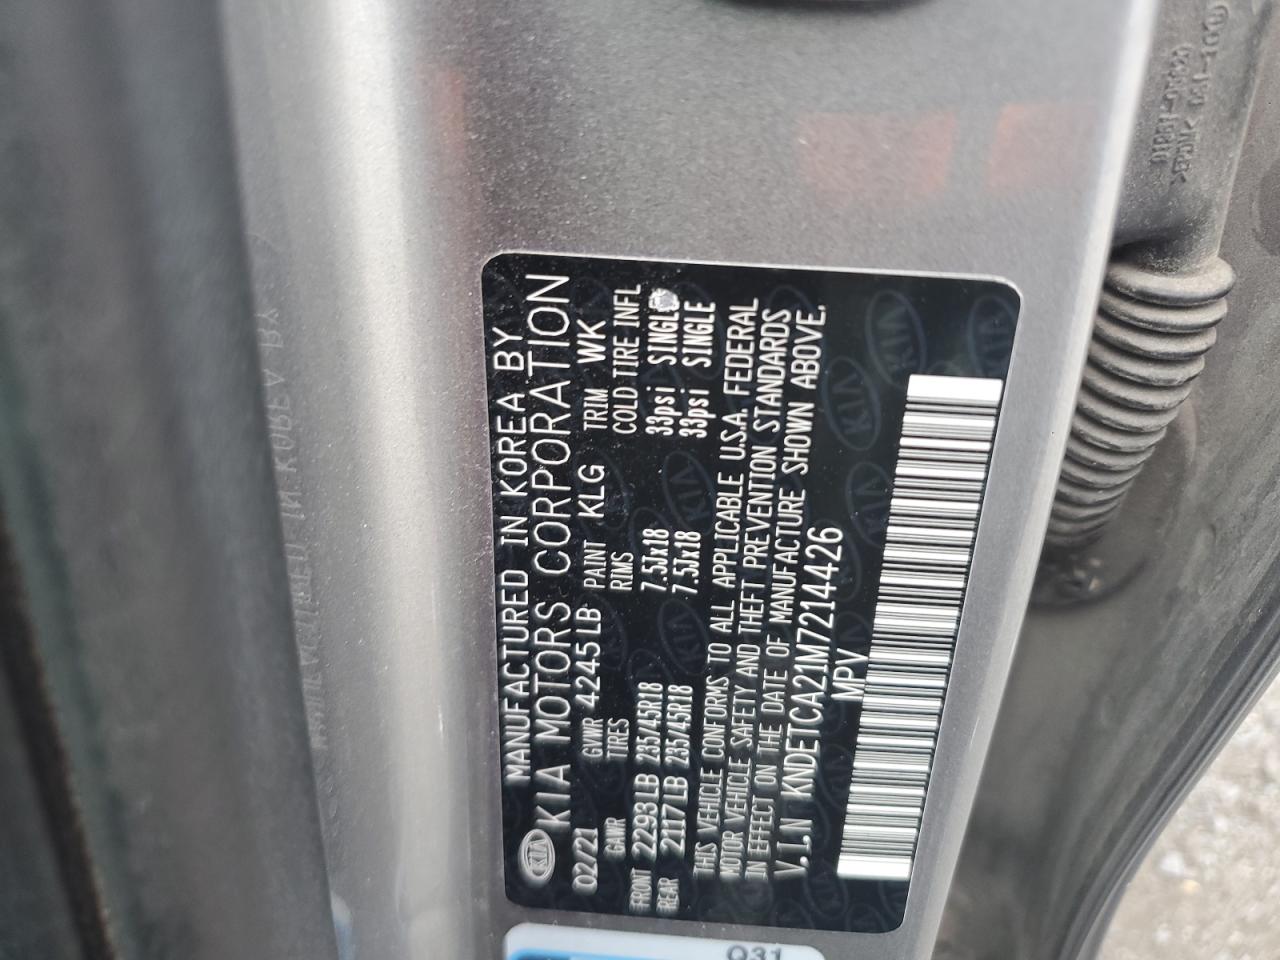 KIA
MANUFACTURED IN KOREA BY
KIA MOTORS CORPORATION
02/21 GVWR 4245LB PAINT KLG TRIM WK
GAWR TIRES RIMS COLD TIRE INFL
FRONT 2293LB 235/45R18 7.5Jx18 33psi SINGLE
REAR 2117LB 235/45R18 7.5Jx18 33psi SINGLE
THIS VEHICLE CONFORMS TO ALL APPLICABLE U.S.A. FEDERAL
MOTOR VEHICLE SAFETY AND THEFT PREVENTION STANDARDS
IN EFFECT ON THE DATE OF MANUFACTURE SHOWN ABOVE.
V.I.N KNDETCA21M7214426
MPV
Q31